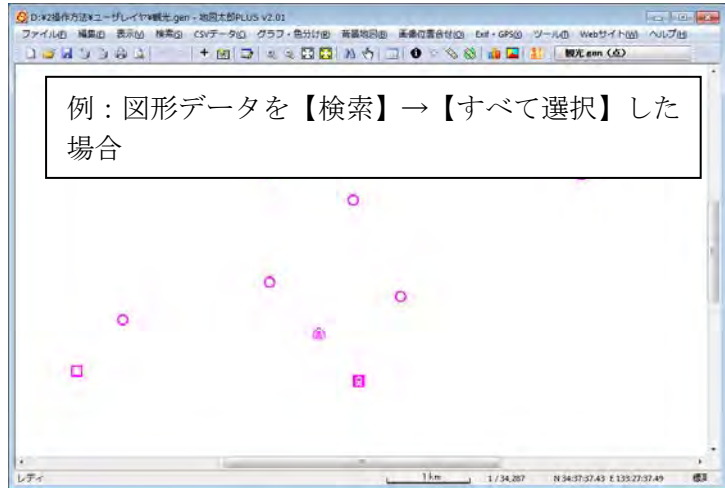 D:¥2操作方法¥ユーザレイヤ¥観光.gen - 地図太郎PLUS V2.01
ファイル(F) 編集(E) 表示(V) 検索(S) CSVデータ(C) グラフ・色分け(B) 背景地図(B) 画像位置合せ(Q) Exif・GPS(X) ツール(T) Webサイト(W) ヘルプ(H)
観光.gen (点)
例：図形データを【検索】→【すべて選択】した
場合
レディ 1km 1 / 34,287 N 34:37:37.43 E 133:27:37.49